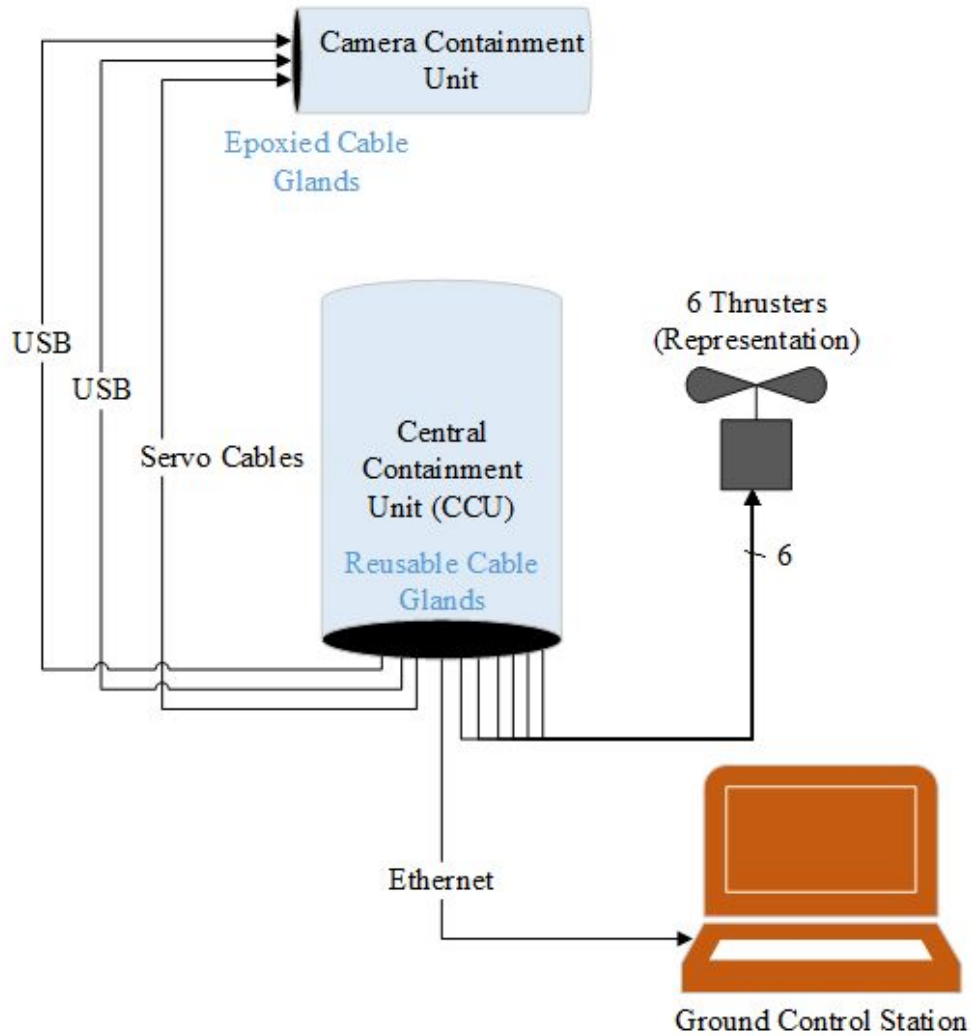 Camera Containment
Unit
Epoxied Cable
Glands
6 Thrusters
(Representation)
USB
USB
Servo Cables
Central
Containment
Unit (CCU)
Reusable Cable
Glands
6
Ethernet
Ground Control Station